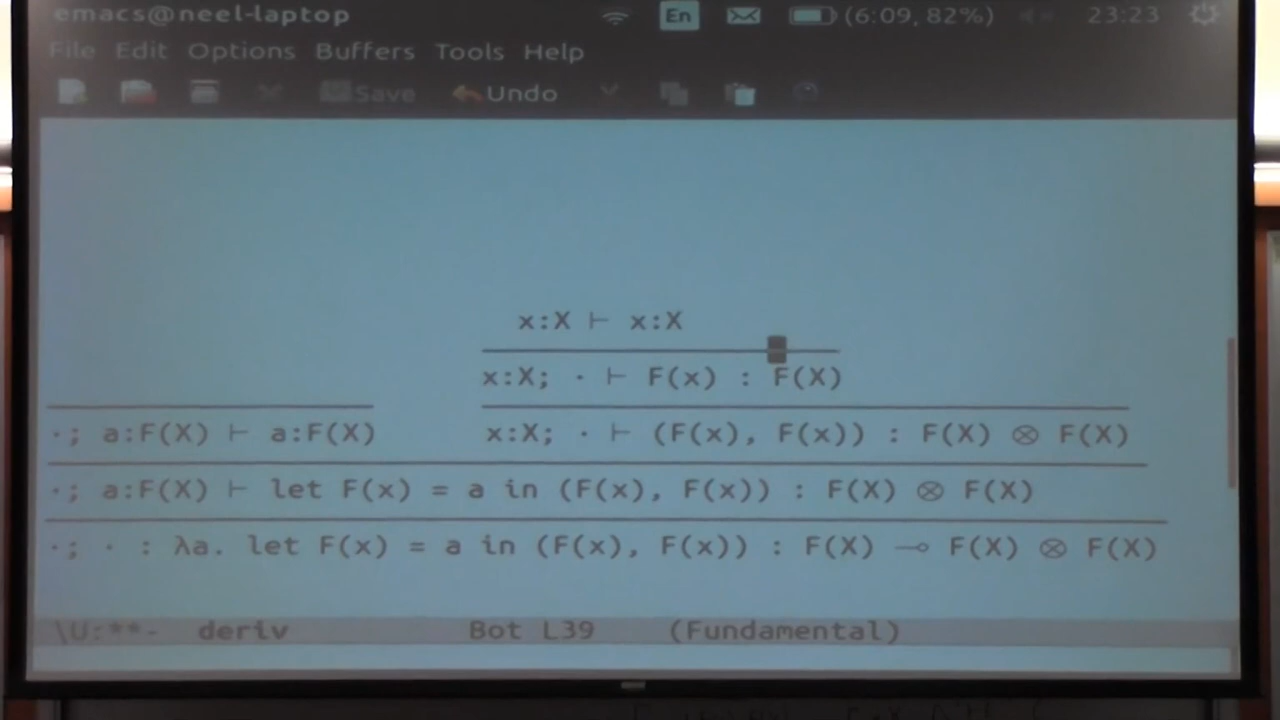 emacs@neel-laptop En (6:09, 82%) 23:23
File Edit Options Buffers Tools Help
Save Undo
x:X ⊢ x:X
x:X; · ⊢ F(x) : F(X)
·; a:F(X) ⊢ a:F(X) x:X; · ⊢ (F(x), F(x)) : F(X) ⊗ F(X)
·; a:F(X) ⊢ let F(x) = a in (F(x), F(x)) : F(X) ⊗ F(X)
·; · : λa. let F(x) = a in (F(x), F(x)) : F(X) ⊸ F(X) ⊗ F(X)
\U:**- deriv Bot L39 (Fundamental)